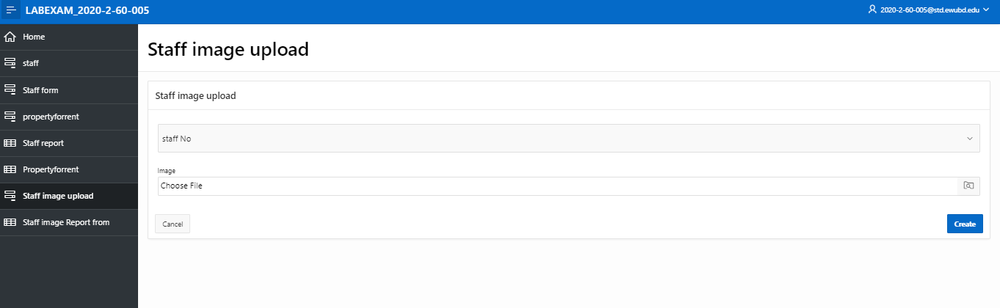 LABEXAM_2020-2-60-005
2020-2-60-005@std.ewubd.edu
Home
staff
Staff form
propertyforrent
Staff report
Propertyforrent
Staff image upload
Staff image Report from
Staff image upload
Staff image upload
staff No
Image
Choose File
Cancel
Create